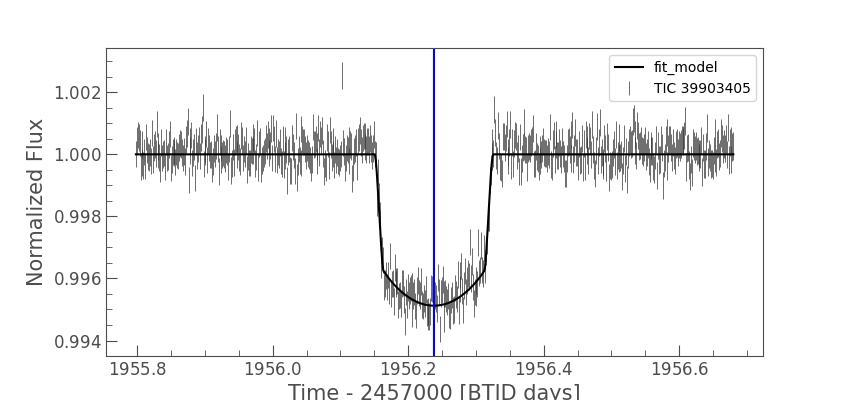 fit_model
TIC 39903405
1.002
1.000
0.998
0.996
0.994
Normalized Flux
1955.8
1956.0
1956.2
1956.4
1956.6
Time - 2457000 [BTJD days]